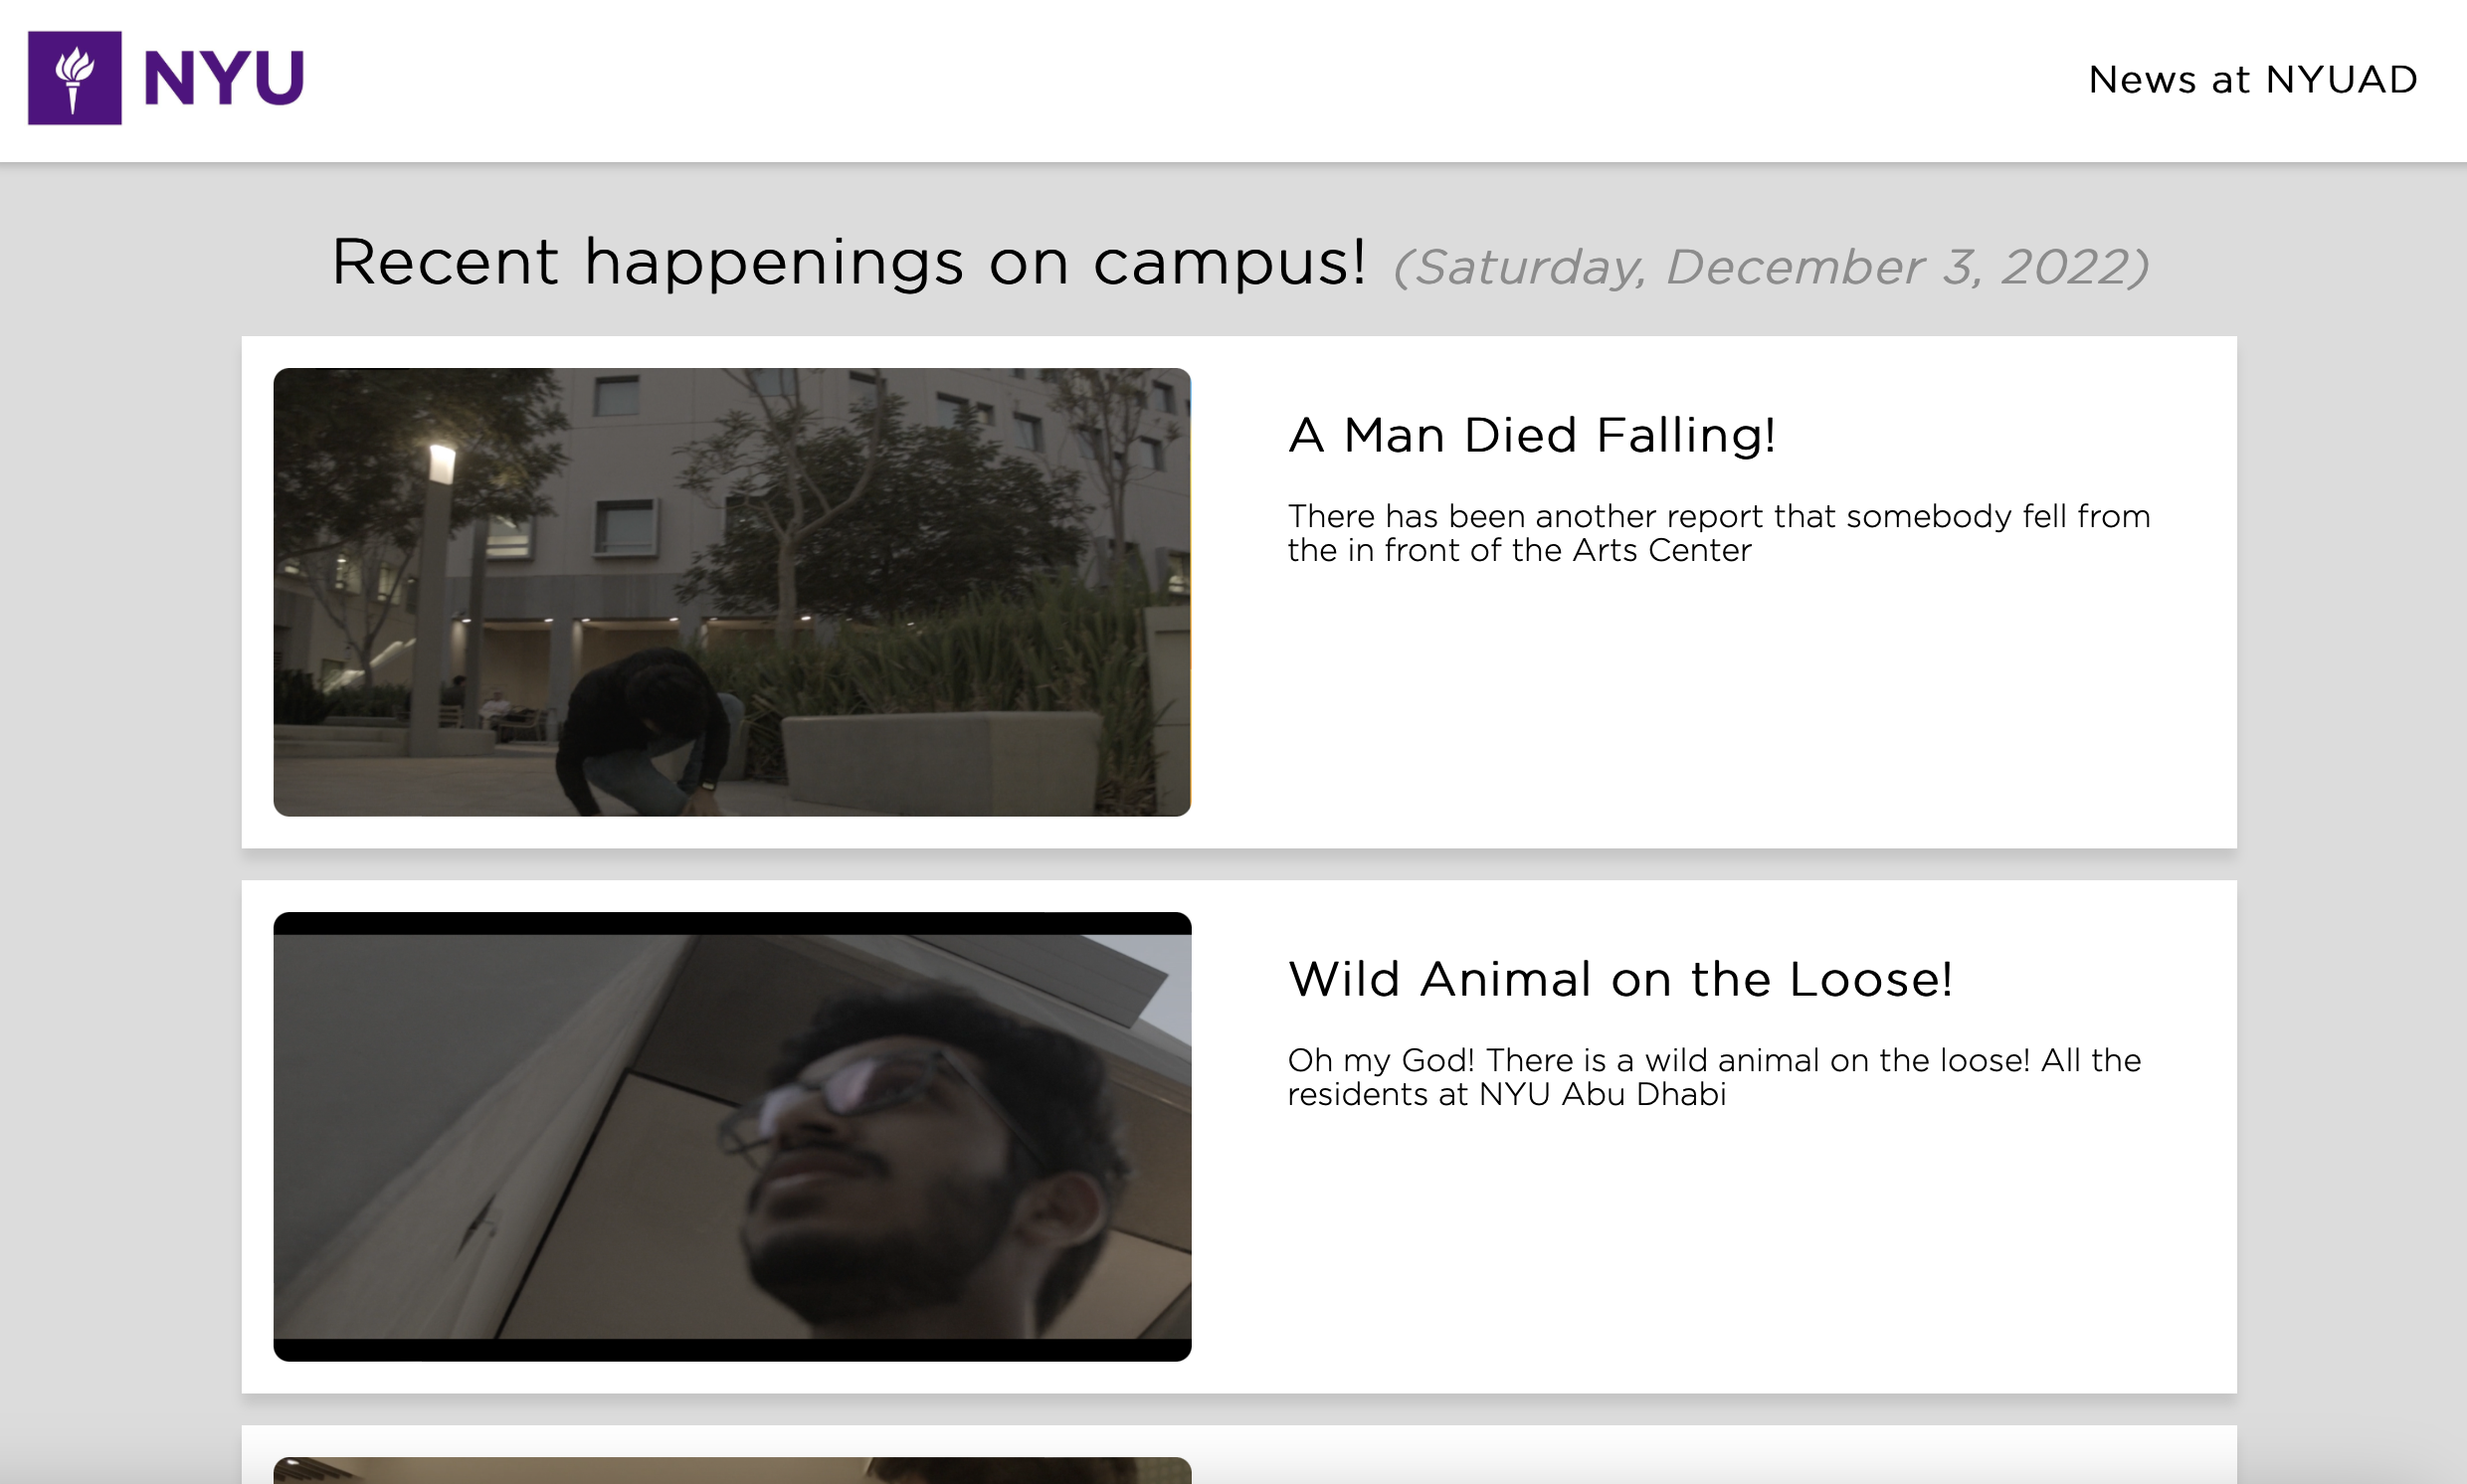 NYU
News at NYUAD
Recent happenings on campus! (Saturday, December 3, 2022)
A Man Died Falling!
There has been another report that somebody fell from
the in front of the Arts Center
Wild Animal on the Loose!
Oh my God! There is a wild animal on the loose! All the
residents at NYU Abu Dhabi